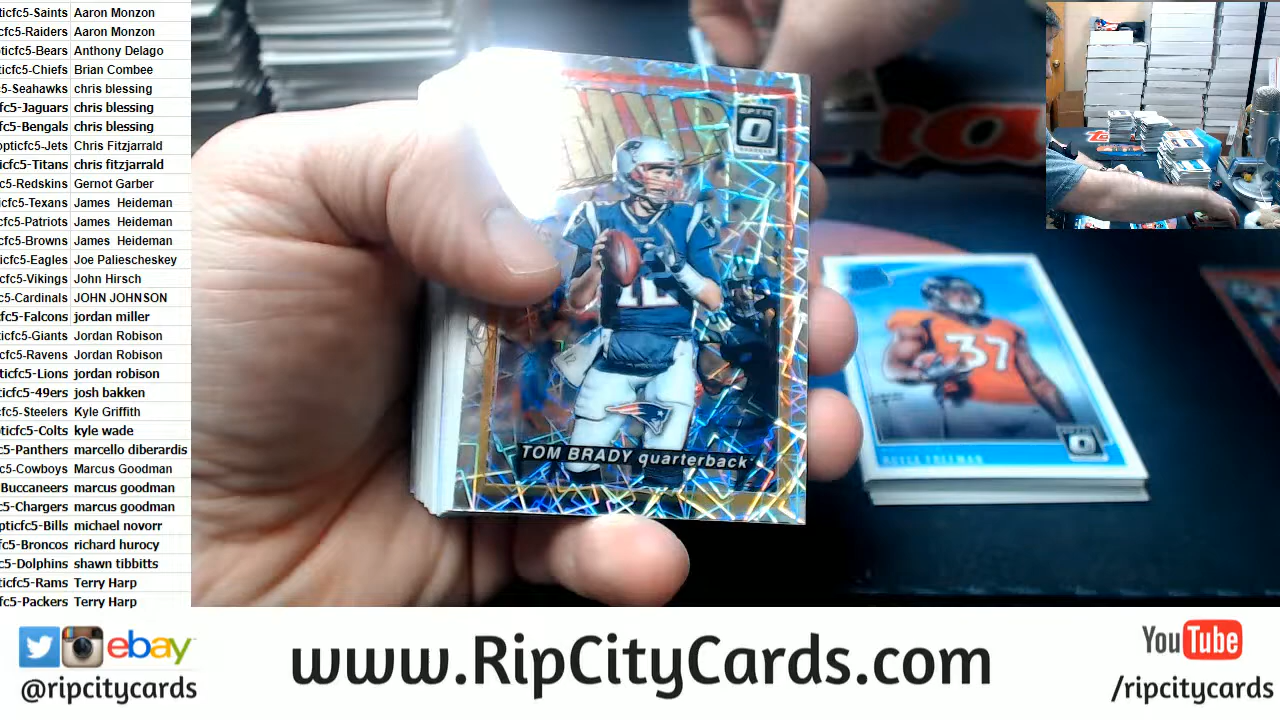 ticfc5-Saints Aaron Monzon
cfc5-Raiders Aaron Monzon
pticfc5-Bears Anthony Delago
ticfc5-Chiefs Brian Combee
c5-Seahawks chris blessing
fc5-Jaguars chris blessing
fc5-Bengals chris blessing
opticfc5-Jets Chris Fitzjarrald
icfc5-Titans chris fitzjarrald
c5-Redskins Gernot Garber
ticfc5-Texans James Heideman
cfc5-Patriots James Heideman
cfc5-Browns James Heideman
icfc5-Eagles Joe Paliescheskey
icfc5-Vikings John Hirsch
c5-Cardinals JOHN JOHNSON
cfc5-Falcons jordan miller
ticfc5-Giants Jordan Robison
cfc5-Ravens Jordan Robison
ticfc5-Lions jordan robison
ticfc5-49ers josh bakken
cfc5-Steelers Kyle Griffith
pticfc5-Colts kyle wade
c5-Panthers marcello diberardis
c5-Cowboys Marcus Goodman
Buccaneers marcus goodman
fc5-Chargers marcus goodman
pticfc5-Bills michael novorr
fc5-Broncos richard hurocy
c5-Dolphins shawn tibbitts
ticfc5-Rams Terry Harp
fc5-Packers Terry Harp
MVP
OPTIC
12
TOM BRADY quarterback
37
ebay
@ripcitycards
www.RipCityCards.com
YouTube
/ripcitycards